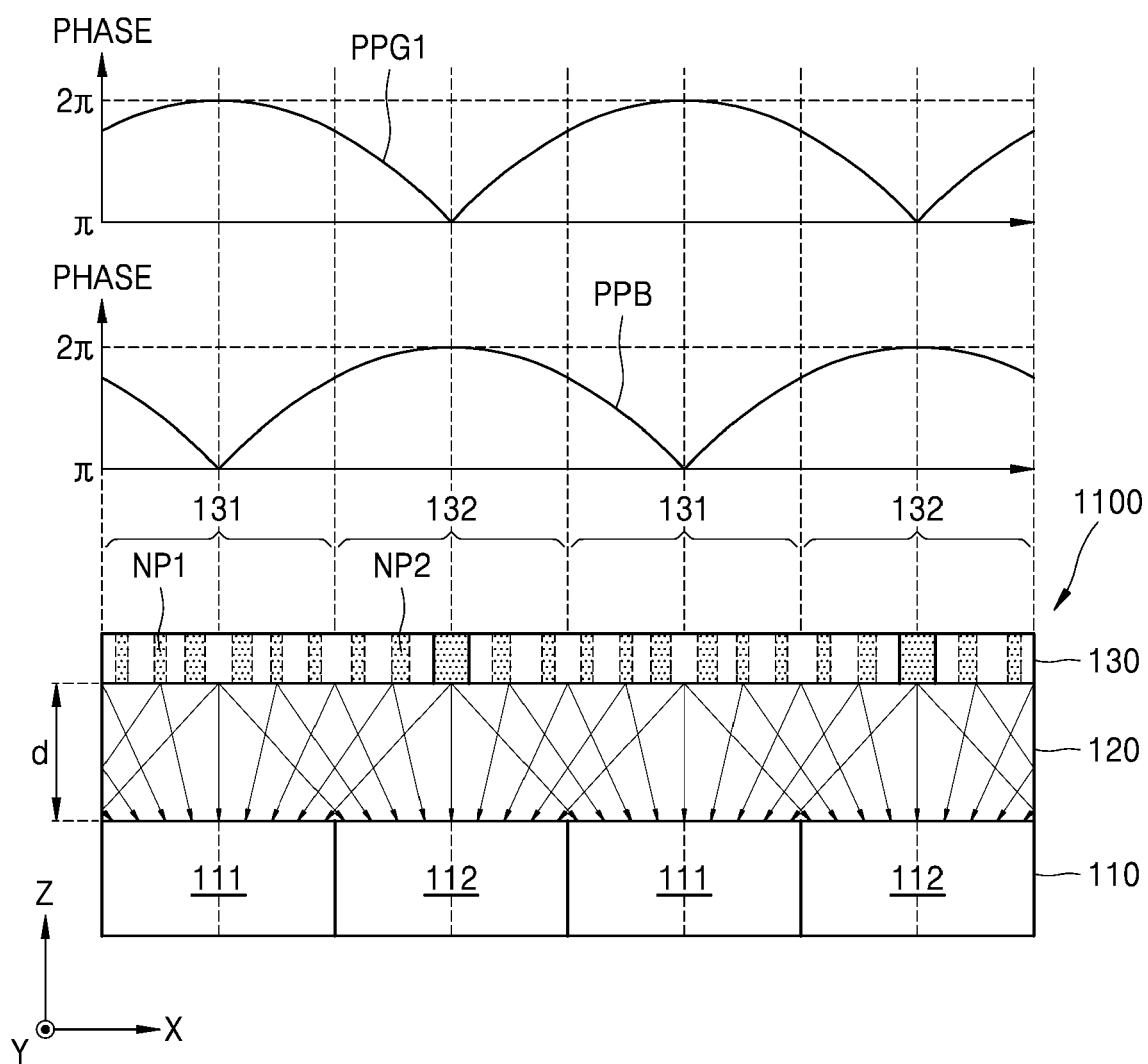 PHASE
PPG1
2π
π
PHASE
PPB
2π
π
131 132 131 132
1100
NP1 NP2
130
d
120
111 112 111 112
110
Z
Y X